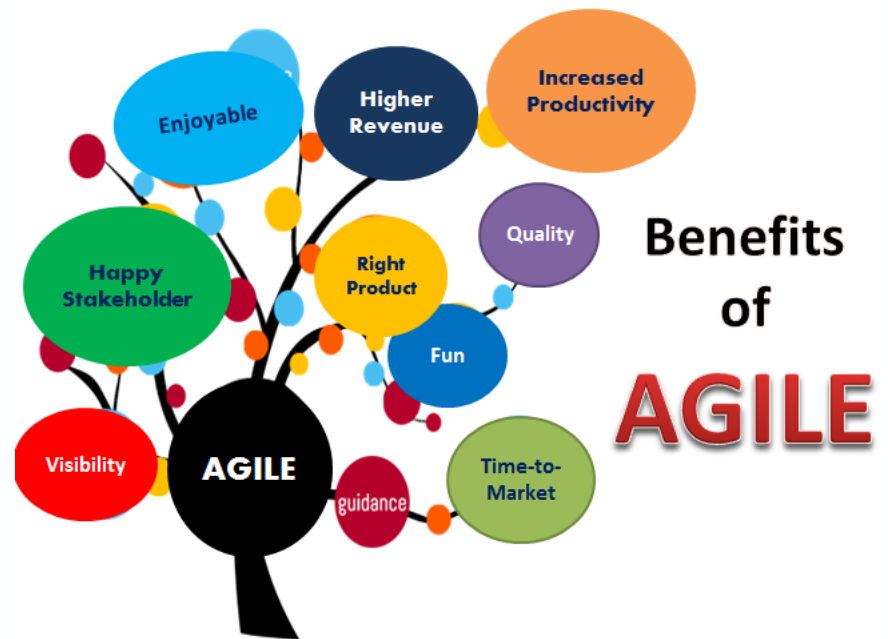 Enjoyable
Higher
Revenue
Increased
Productivity
Happy
Stakeholder
Right
Product
Quality
Fun
Visibility
AGILE
guidance
Time-to-
Market
Benefits
of
AGILE